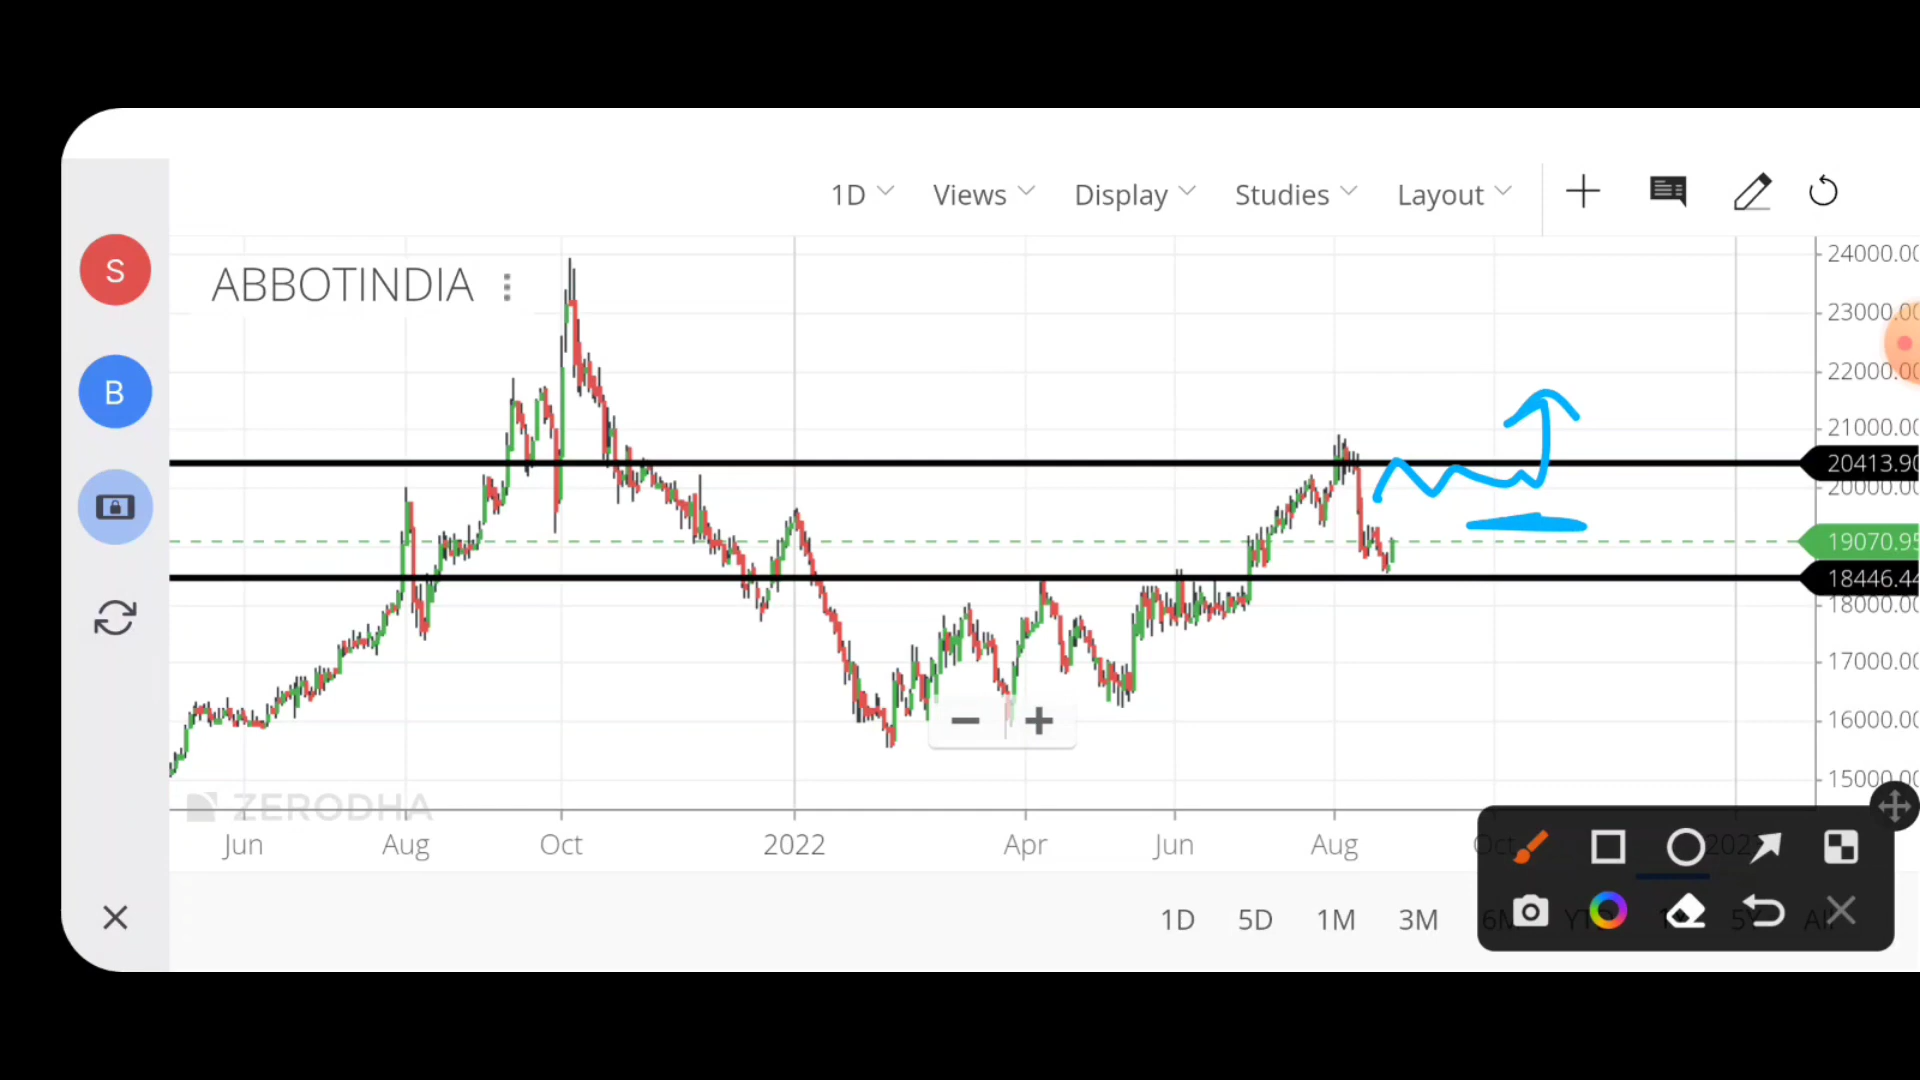 1D Views Display Studies Layout
ABBOTINDIA
S
B
24000.00
23000.00
22000.00
21000.00
20413.90
20000.00
19070.95
18446.44
18000.00
17000.00
16000.00
15000.00
ZERODHA
Jun Aug Oct 2022 Apr Jun Aug Oct
1D 5D 1M 3M 6M YTD 5Y All